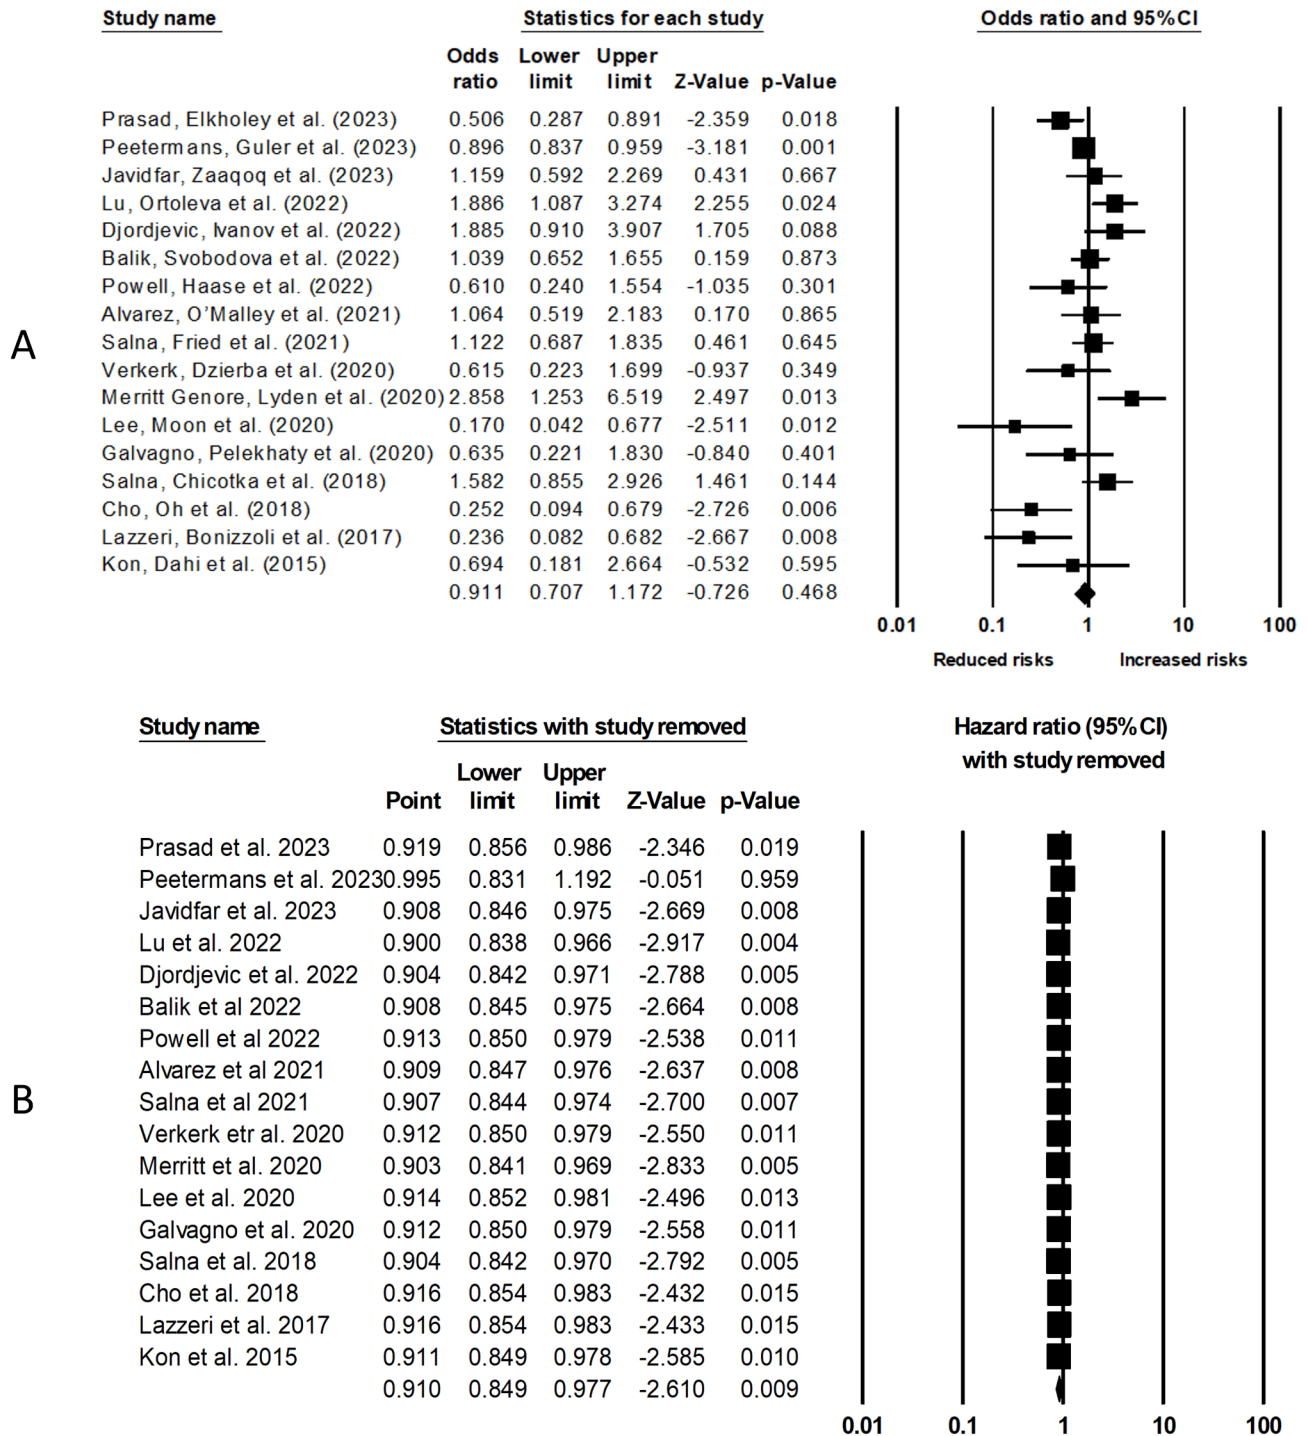 Study name Statistics for each study Odds ratio and 95%CI
Odds Lower Upper
ratio limit limit Z-Value p-Value
Prasad, Elkholey et al. (2023) 0.506 0.287 0.891 -2.359 0.018
Peetermans, Guler et al. (2023) 0.896 0.837 0.959 -3.181 0.001
Javidfar, Zaaqoq et al. (2023) 1.159 0.592 2.269 0.431 0.667
Lu, Ortoleva et al. (2022) 1.886 1.087 3.274 2.255 0.024
Djordjevic, Ivanov et al. (2022) 1.885 0.910 3.907 1.705 0.088
Balik, Svobodova et al. (2022) 1.039 0.652 1.655 0.159 0.873
Powell, Haase et al. (2022) 0.610 0.240 1.554 -1.035 0.301
Alvarez, O’Malley et al. (2021) 1.064 0.519 2.183 0.170 0.865
A
Salna, Fried et al. (2021) 1.122 0.687 1.835 0.461 0.645
Verkerk, Dzierba et al. (2020) 0.615 0.223 1.699 -0.937 0.349
Merritt Genore, Lyden et al. (2020) 2.858 1.253 6.519 2.497 0.013
Lee, Moon et al. (2020) 0.170 0.042 0.677 -2.511 0.012
Galvagno, Pelekhaty et al. (2020) 0.635 0.221 1.830 -0.840 0.401
Salna, Chicotka et al. (2018) 1.582 0.855 2.926 1.461 0.144
Cho, Oh et al. (2018) 0.252 0.094 0.679 -2.726 0.006
Lazzeri, Bonizzoli et al. (2017) 0.236 0.082 0.682 -2.667 0.008
Kon, Dahi et al. (2015) 0.694 0.181 2.664 -0.532 0.595
0.911 0.707 1.172 -0.726 0.468
0.01 0.1 1 10 100
Reduced risks Increased risks
Study name Statistics with study removed Hazard ratio (95%CI)
with study removed
Lower Upper
Point limit limit Z-Value p-Value
Prasad et al. 2023 0.919 0.856 0.986 -2.346 0.019
Peetermans et al. 2023 0.995 0.831 1.192 -0.051 0.959
Javidfar et al. 2023 0.908 0.846 0.975 -2.669 0.008
Lu et al. 2022 0.900 0.838 0.966 -2.917 0.004
Djordjevic et al. 2022 0.904 0.842 0.971 -2.788 0.005
Balik et al 2022 0.908 0.845 0.975 -2.664 0.008
Powell et al 2022 0.913 0.850 0.979 -2.538 0.011
Alvarez et al 2021 0.909 0.847 0.976 -2.637 0.008
B
Salna et al 2021 0.907 0.844 0.974 -2.700 0.007
Verkerk etr al. 2020 0.912 0.850 0.979 -2.550 0.011
Merritt et al. 2020 0.903 0.841 0.969 -2.833 0.005
Lee et al. 2020 0.914 0.852 0.981 -2.496 0.013
Galvagno et al. 2020 0.912 0.850 0.979 -2.558 0.011
Salna et al. 2018 0.904 0.842 0.970 -2.792 0.005
Cho et al. 2018 0.916 0.854 0.983 -2.432 0.015
Lazzeri et al. 2017 0.916 0.854 0.983 -2.433 0.015
Kon et al. 2015 0.911 0.849 0.978 -2.585 0.010
0.910 0.849 0.977 -2.610 0.009
0.01 0.1 1 10 100